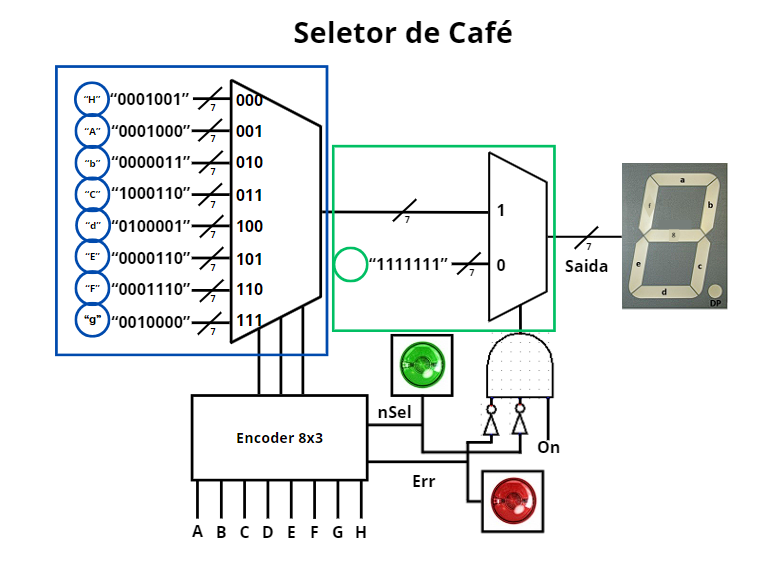 Seletor de Café
“H” “0001001” 7 000
“A” “0001000” 7 001
“b” “0000011” 7 010
“C” “1000110” 7 011
“d” “0100001” 7 100
“E” “0000110” 7 101
“F” “0001110” 7 110
“g” “0010000” 7 111
7 1
“1111111” 7 0
7
Saida
a
f b
g
e c
d
DP
Encoder 8x3
nSel
Err
On
A B C D E F G H